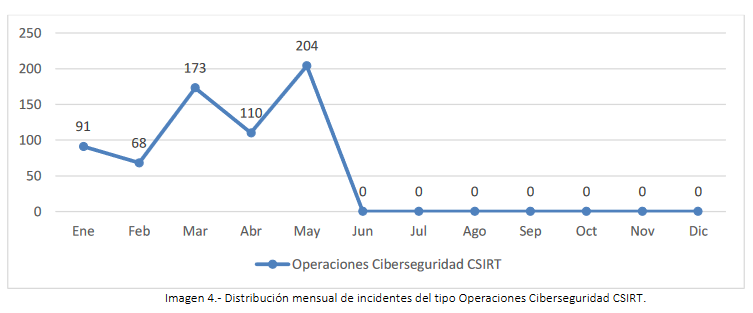 250
204
200
173
150
110
91
100
68
50
0 0 0 0 0 0 0
0
Ene Feb Mar Abr May Jun Jul Ago Sep Oct Nov Dic
Operaciones Ciberseguridad CSIRT
Imagen 4.- Distribución mensual de incidentes del tipo Operaciones Ciberseguridad CSIRT.